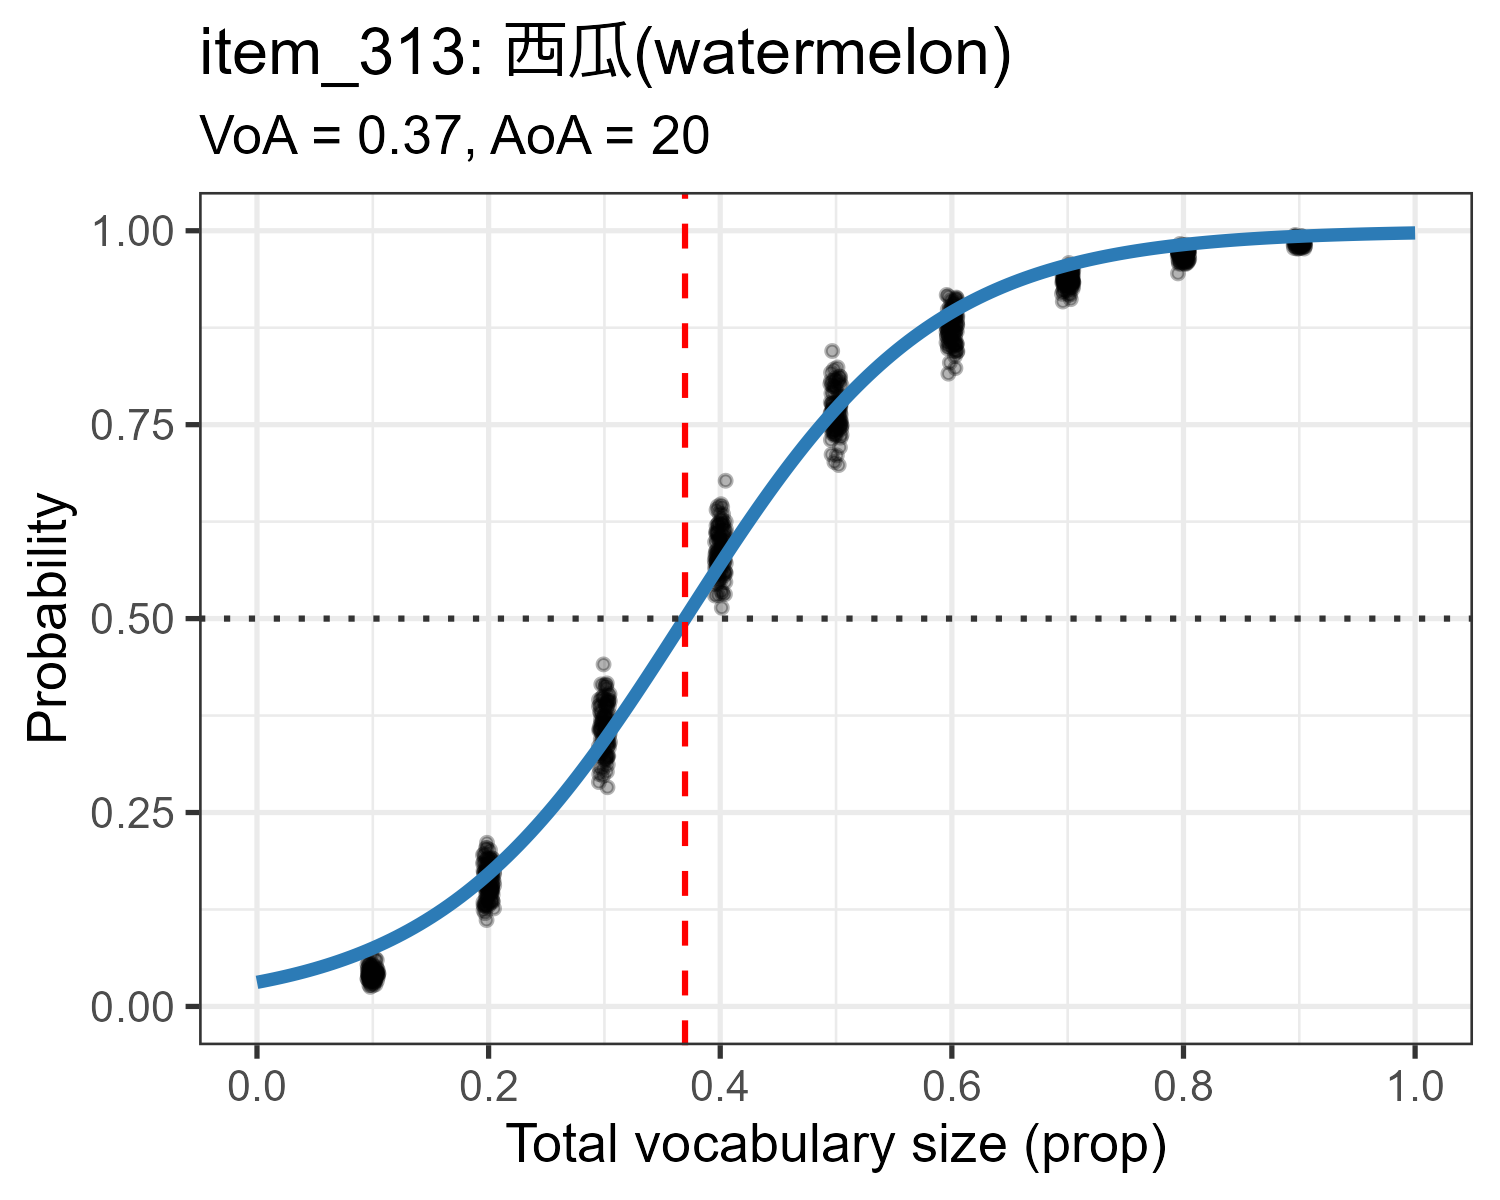 item_313: 西瓜(watermelon)
VoA = 0.37, AoA = 20
1.00
0.75
0.50
0.25
0.00
Probability
0.0 0.2 0.4 0.6 0.8 1.0
Total vocabulary size (prop)